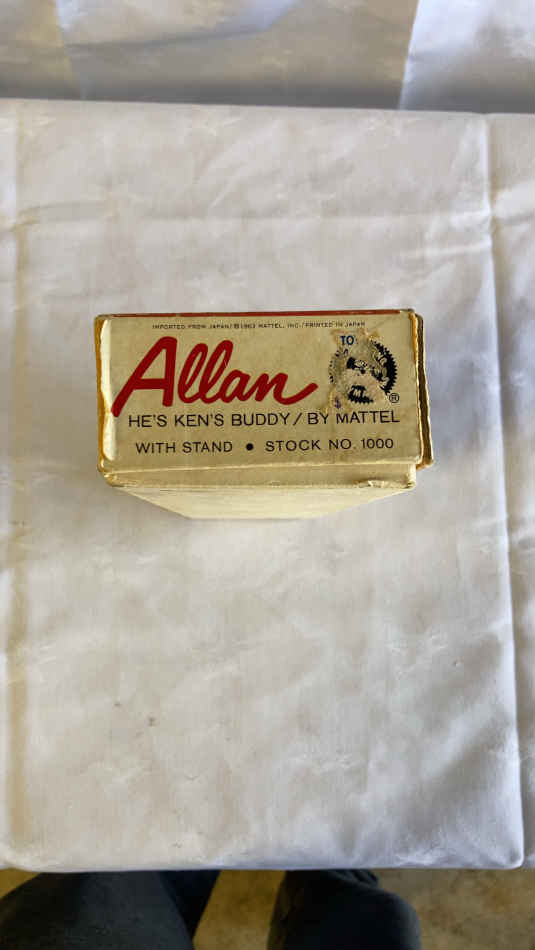 IMPORTED FROM JAPAN/©1963 MATTEL, INC./PRINTED IN JAPAN
Allan
TO
®
HE'S KEN'S BUDDY/BY MATTEL
WITH STAND • STOCK NO. 1000